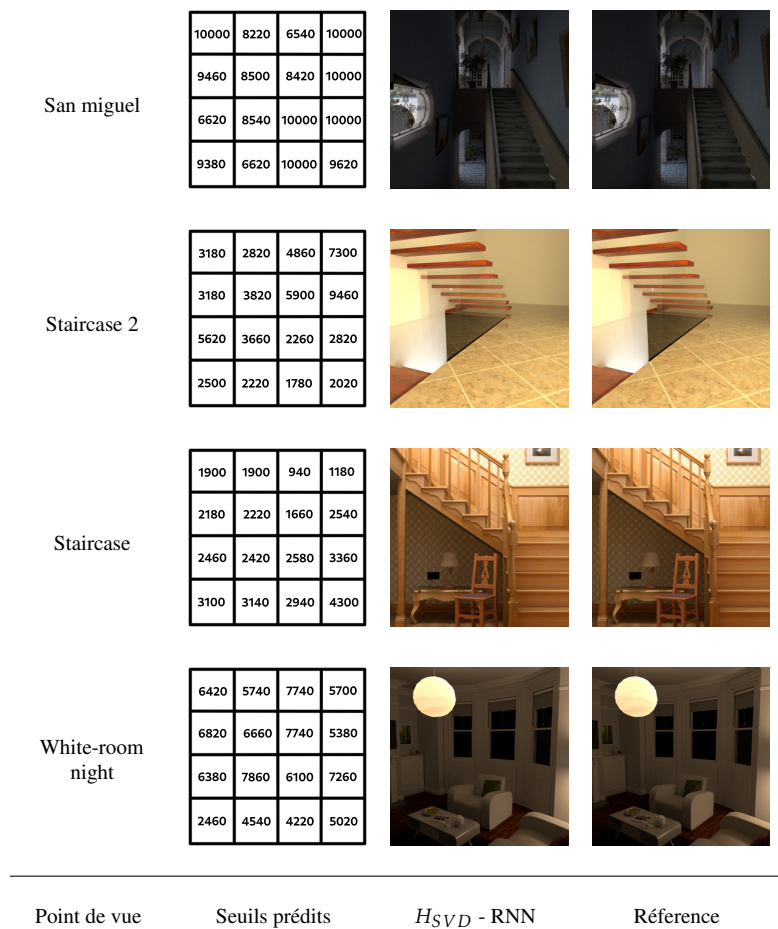 10000 8220 6540 10000
9460 8500 8420 10000
San miguel
6620 8540 10000 10000
9380 6620 10000 9620
3180 2820 4860 7300
3180 3820 5900 9460
Staircase 2
5620 3660 2260 2820
2500 2220 1780 2020
1900 1900 940 1180
2180 2220 1660 2540
Staircase
2460 2420 2580 3360
3100 3140 2940 4300
6420 5740 7740 5700
6820 6660 7740 5380
White-room
night
6380 7860 6100 7260
2460 4540 4220 5020
Point de vue Seuils prédits H_SVD - RNN Réference